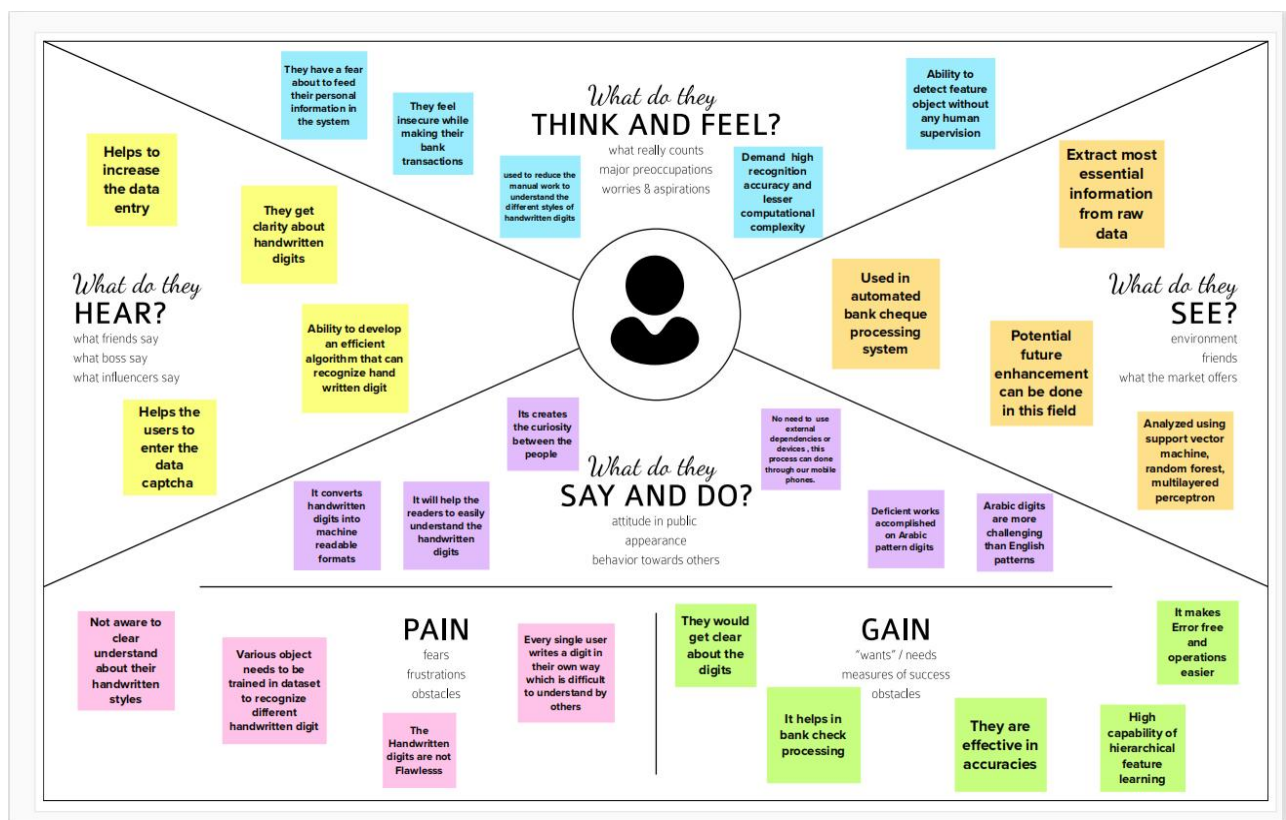 What do they
THINK AND FEEL?
what really counts
major preoccupations
worries & aspirations
They have a fear
about to feed
their personal
information in
the system
They feel
insecure while
making their
bank
transactions
used to reduce the
manual work to
understand the
different styles of
handwritten digits
Demand high
recognition
accuracy and
lesser
computational
complexity
Ability to
detect feature
object without
any human
supervision
What do they
HEAR?
what friends say
what boss say
what influencers say
Helps to
increase
the data
entry
They get
clarity about
handwritten
digits
Ability to develop
an efficient
algorithm that can
recognize hand
written digit
Helps the
users to
enter the
data
captcha
What do they
SEE?
environment
friends
what the market offers
Extract most
essential
information
from raw
data
Used in
automated
bank cheque
processing
system
Potential
future
enhancement
can be done
in this field
Analyzed using
support vector
machine,
random forest,
multilayered
perceptron
What do they
SAY AND DO?
attitude in public
appearance
behavior towards others
Its creates
the curiosity
between the
people
It converts
handwritten
digits into
machine
readable
formats
It will help the
readers to easily
understand the
handwritten
digits
No need to use
external
dependencies or
devices , this
process can done
through our mobile
phones.
Deficient works
accomplished
on Arabic
pattern digits
Arabic digits
are more
challenging
than English
patterns
PAIN
fears
frustrations
obstacles
Not aware to
clear
understand
about their
handwritten
styles
Various object
needs to be
trained in dataset
to recognize
different
handwritten digit
The
Handwritten
digits are not
Flawlesss
Every single user
writes a digit in
their own way
which is difficult
to understand by
others
GAIN
"wants" / needs
measures of success
obstacles
They would
get clear
about the
digits
It helps in
bank check
processing
They are
effective in
accuracies
It makes
Error free
and
operations
easier
High
capability of
hierarchical
feature
learning